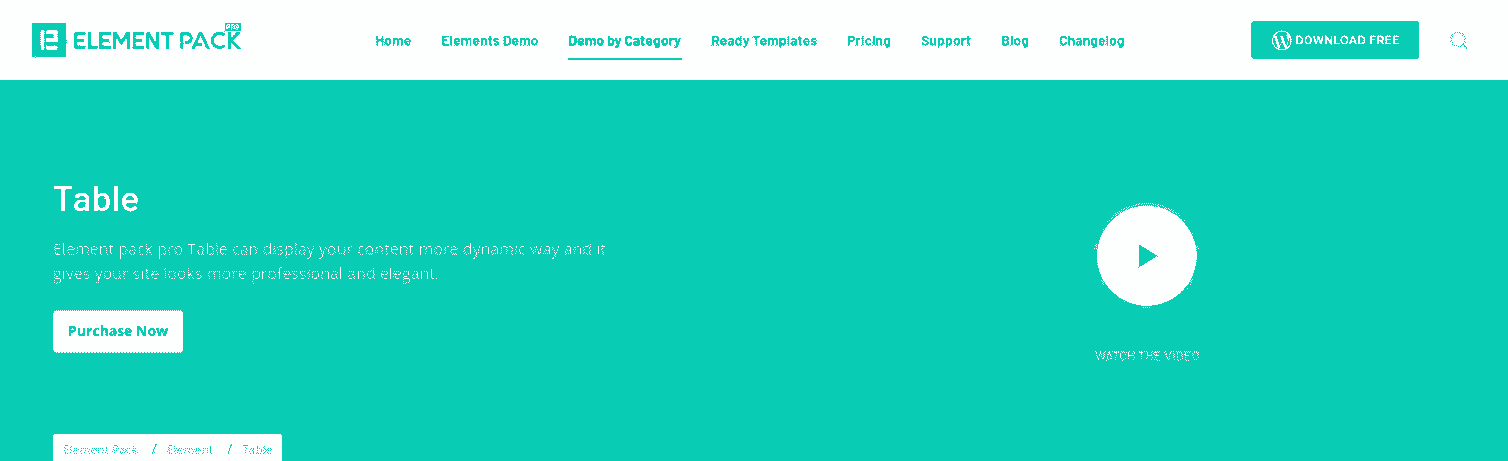 ELEMENT PACK PRO
Home Elements Demo Demo by Category Ready Templates Pricing Support Blog Changelog
DOWNLOAD FREE
Table
Element pack pro Table can display your content more dynamic way and it
gives your site looks more professional and elegant.
Purchase Now
WATCH THE VIDEO
Element Pack / Element / Table